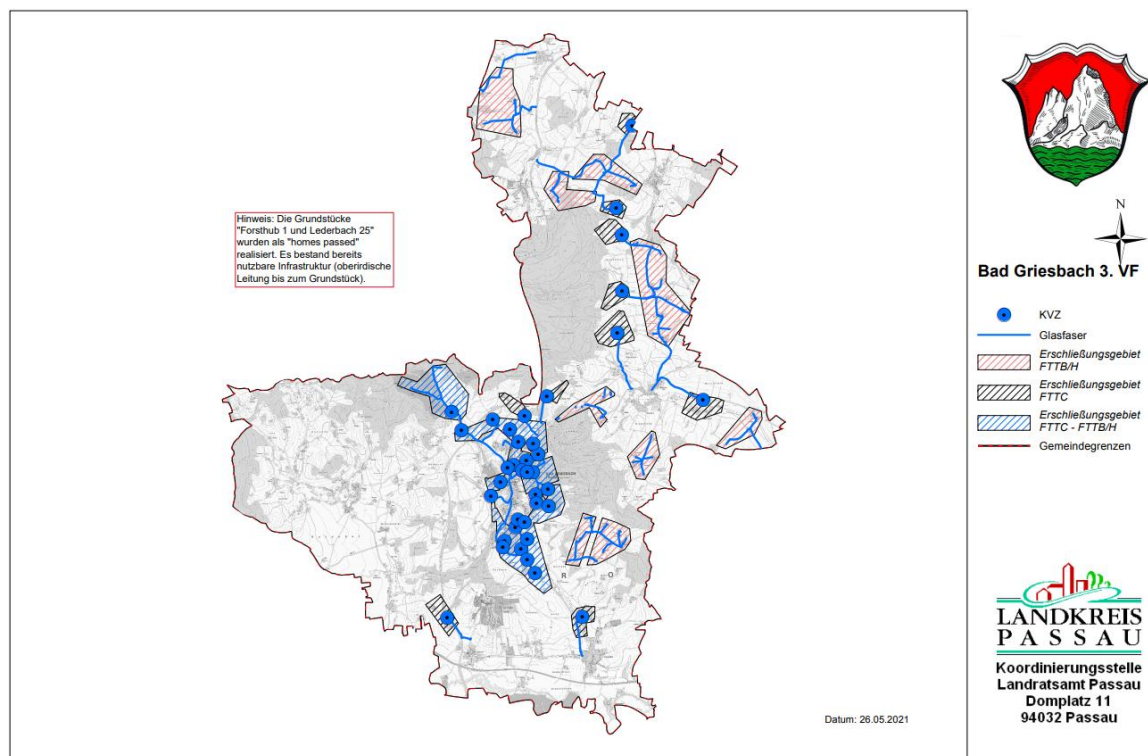 Hinweis: Die Grundstücke
"Forsthub 1 und Lederbach 25"
wurden als "homes passed"
realisiert. Es bestand bereits
nutzbare Infrastruktur (oberirdische
Leitung bis zum Grundstück).
R O
Datum: 26.05.2021
N
Bad Griesbach 3. VF
KVZ
Glasfaser
Erschließungsgebiet
FTTB/H
Erschließungsgebiet
FTTC
Erschließungsgebiet
FTTC - FTTB/H
Gemeindegrenzen
LANDKREIS
PASSAU
Koordinierungsstelle
Landratsamt Passau
Domplatz 11
94032 Passau